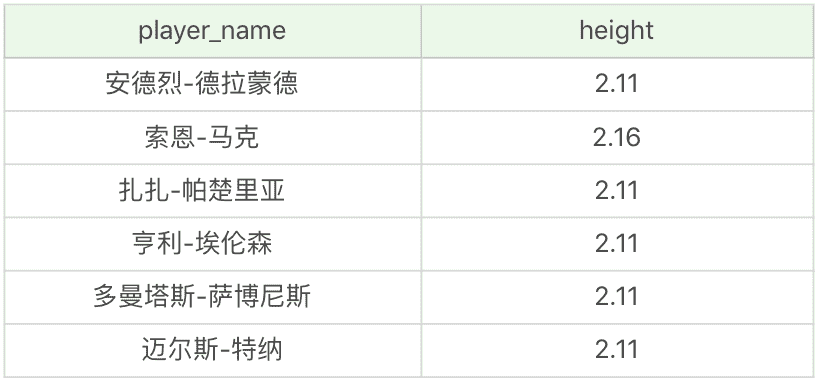 player_name height
安德烈-德拉蒙德 2.11
索恩-马克 2.16
扎扎-帕楚里亚 2.11
亨利-埃伦森 2.11
多曼塔斯-萨博尼斯 2.11
迈尔斯-特纳 2.11